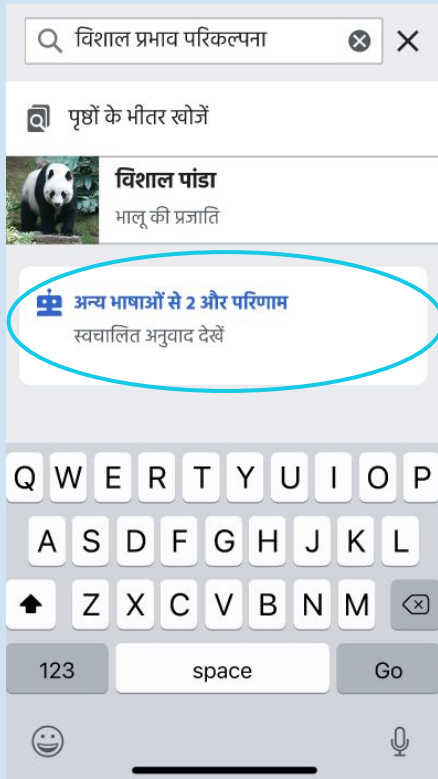 विशाल प्रभाव परिकल्पना
पृष्ठों के भीतर खोजें
विशाल पांडा
भालू की प्रजाति
अन्य भाषाओं से 2 और परिणाम
स्वचालित अनुवाद देखें
Q W E R T Y U I O P
A S D F G H J K L
Z X C V B N M
123 space Go